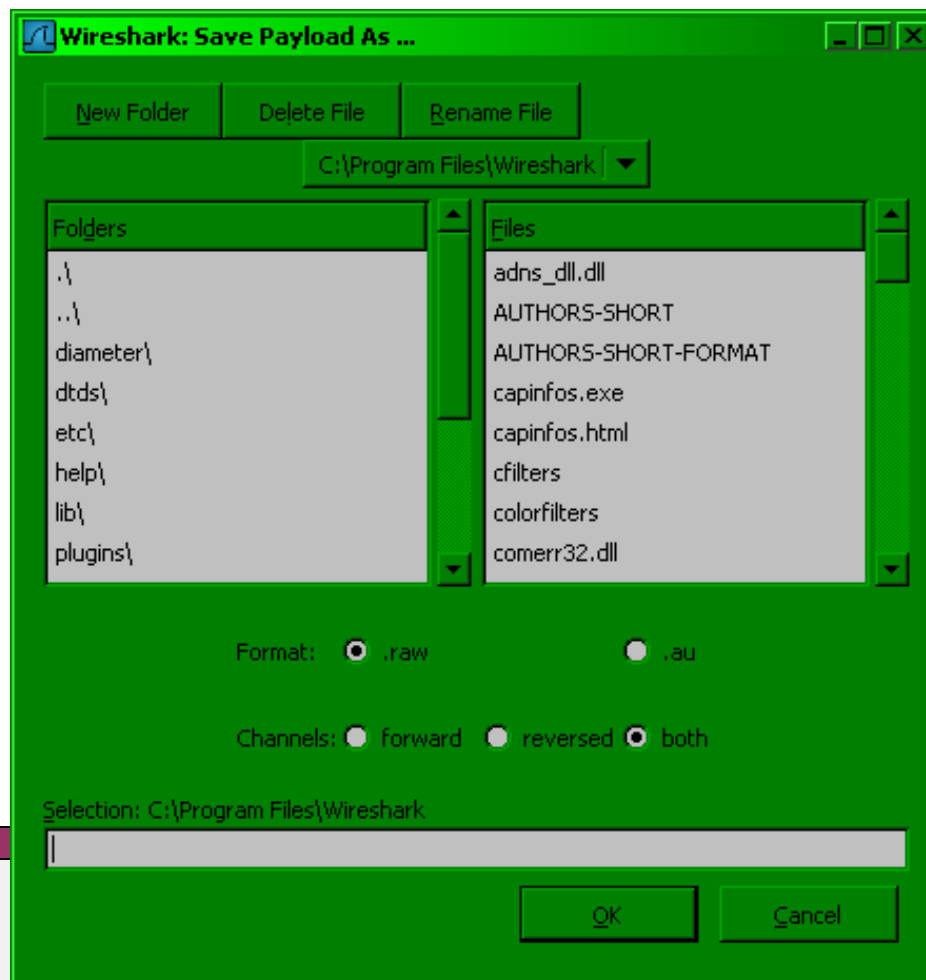 Wireshark: Save Payload As ...
New Folder Delete File Rename File
C:\Program Files\Wireshark
Folders
.\
..\
diameter\
dtds\
etc\
help\
lib\
plugins\
Files
adns_dll.dll
AUTHORS-SHORT
AUTHORS-SHORT-FORMAT
capinfos.exe
capinfos.html
cfilters
colorfilters
comerr32.dll
Format: .raw .au
Channels: forward reversed both
Selection: C:\Program Files\Wireshark
OK Cancel